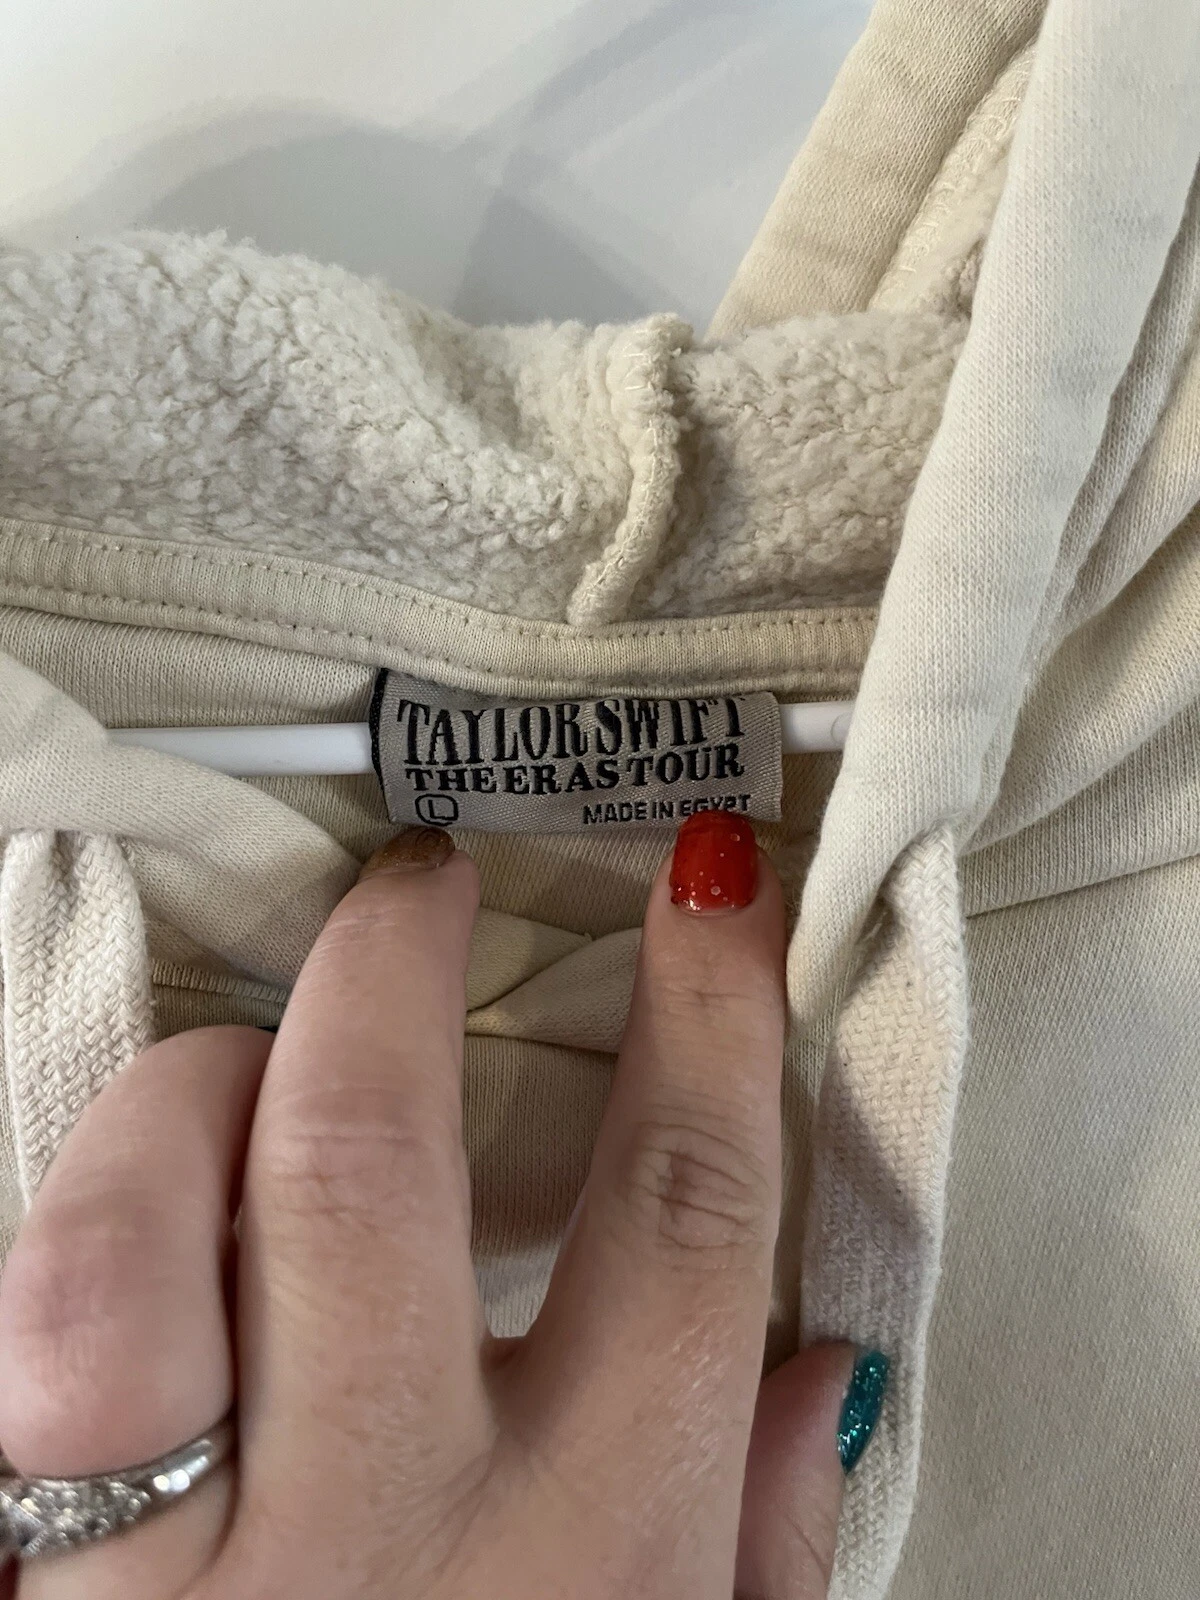 TAYLOR SWIFT
THE ERAS TOUR
L
MADE IN EGYPT